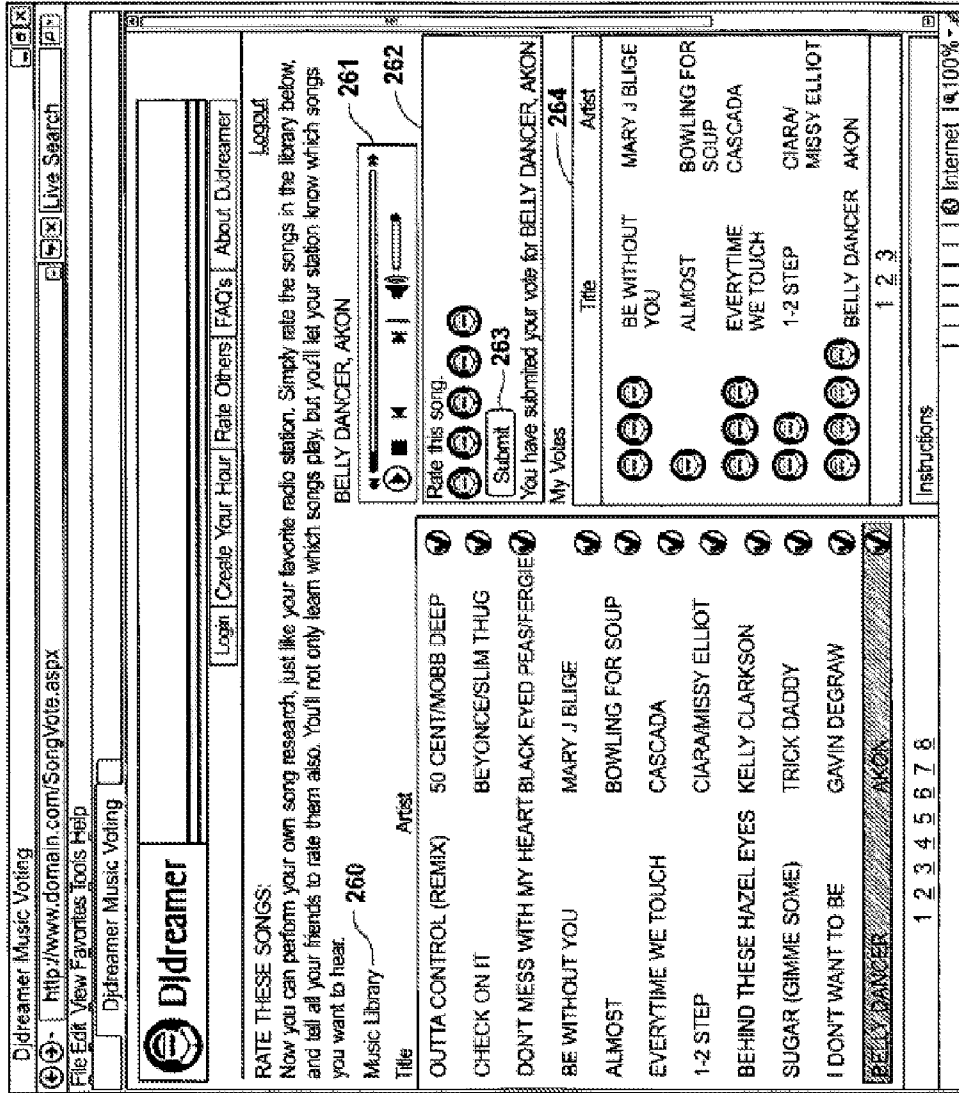 Djdreamer Music Voting
http://www.domain.com/SongVote.aspx
Live Search
File Edit View Favorites Tools Help
Djdreamer Music Voting
Djdreamer
Login | Create Your Hour | Rate Others | FAQ's | About DJdreamer
RATE THESE SONGS:
Logout
Now you can perform your own song research, just like your favorite radio station. Simply rate the songs in the library below,
and tell all your friends to rate them also. You'll not only learn which songs play, but you'll let your station know which songs
you want to hear.
Music Library
260
Title Artist
OUTTA CONTROL (REMIX) 50 CENT/MOBB DEEP
CHECK ON IT BEYONCE/SLIM THUG
DON'T MESS WITH MY HEART BLACK EYED PEAS/FERGIE
BE WITHOUT YOU MARY J BLIGE
ALMOST BOWLING FOR SOUP
EVERYTIME WE TOUCH CASCADA
1-2 STEP CIARA/MISSY ELLIOT
BEHIND THESE HAZEL EYES KELLY CLARKSON
SUGAR (GIMME SOME) TRICK DADDY
I DON'T WANT TO BE GAVIN DEGRAW
BELLY DANCER AKON
1 2 3 4 5 6 7 8
BELLY DANCER, AKON
261
262
Rate this song.
Submit
263
You have submited your vote for BELLY DANCER, AKON
My Votes
264
Title Artist
BE WITHOUT MARY J BLIGE
YOU
ALMOST BOWLING FOR
SOUP
EVERYTIME CASCADA
WE TOUCH
1-2 STEP CIARA/
MISSY ELLIOT
BELLY DANCER AKON
1 2 3
Instructions
Internet 100%